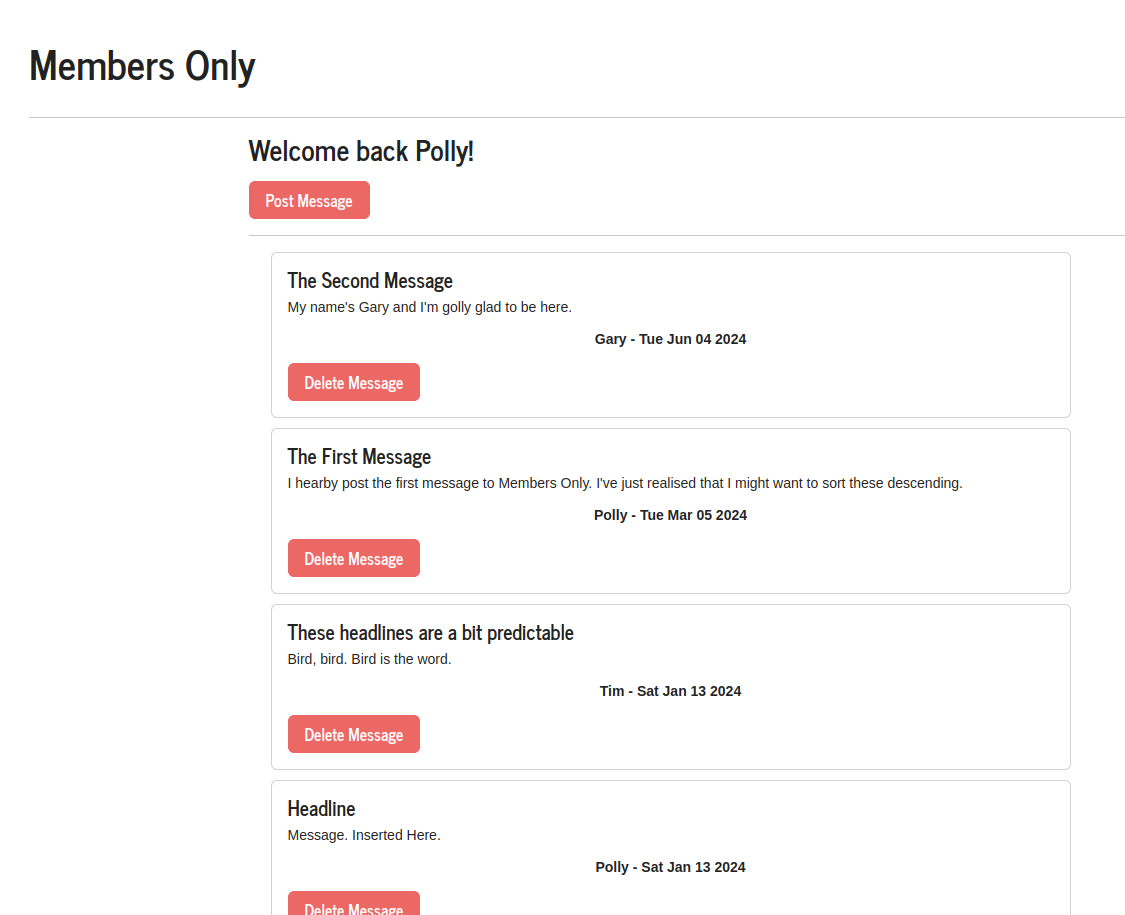 Members Only
Welcome back Polly!
Post Message
The Second Message
My name's Gary and I'm golly glad to be here.
Gary - Tue Jun 04 2024
Delete Message
The First Message
I hearby post the first message to Members Only. I've just realised that I might want to sort these descending.
Polly - Tue Mar 05 2024
Delete Message
These headlines are a bit predictable
Bird, bird. Bird is the word.
Tim - Sat Jan 13 2024
Delete Message
Headline
Message. Inserted Here.
Polly - Sat Jan 13 2024
Delete Message